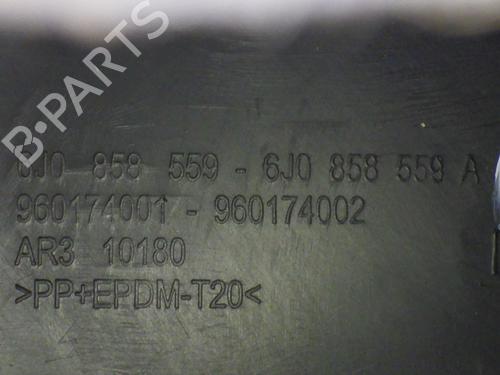 B-PARTS
6J0 858 559 - 6J0 858 559 A
960174001 - 960174002
AR3 10180
>PP+EPDM-T20<